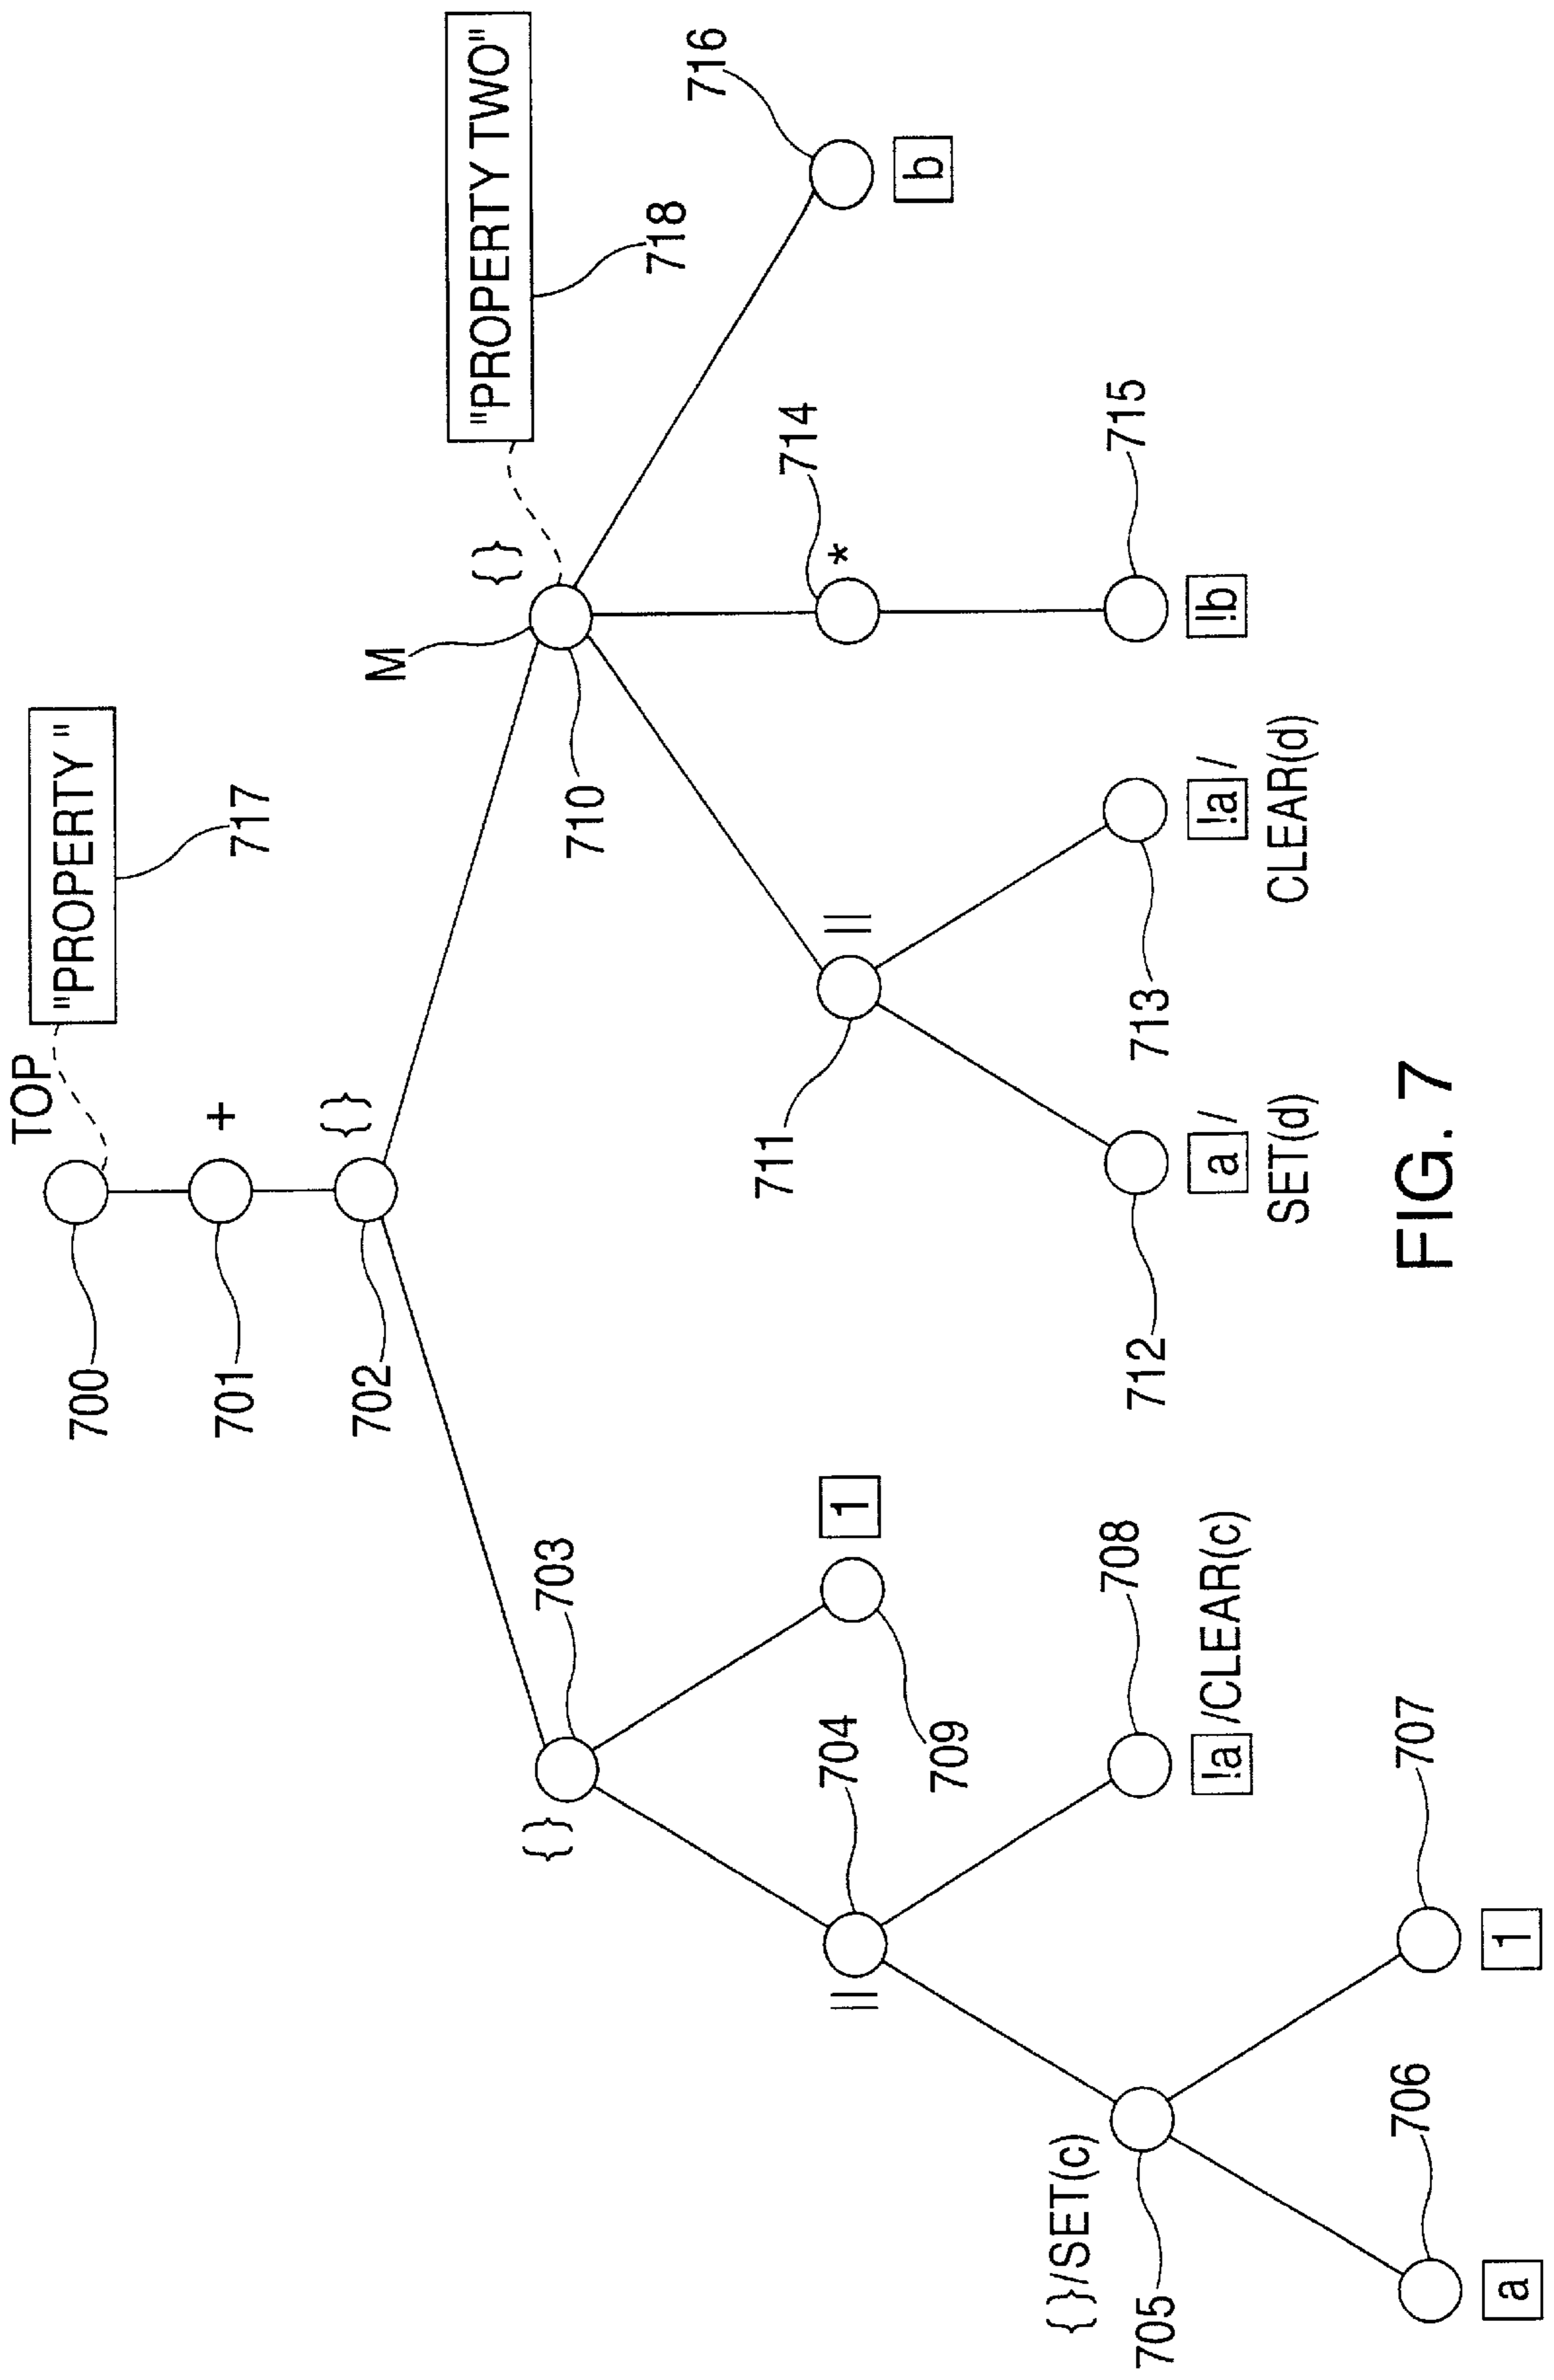 "PROPERTY "
717
TOP
700
+
701
{}
702
"PROPERTY TWO"
718
M
{}
710
716
b
714
*
715
!b
711
||
712
a /
SET(d)
713
!a /
CLEAR(d)
703
{}
709
1
704
||
708
!a /CLEAR(c)
{}/SET(c)
705
706
a
707
1
FIG. 7